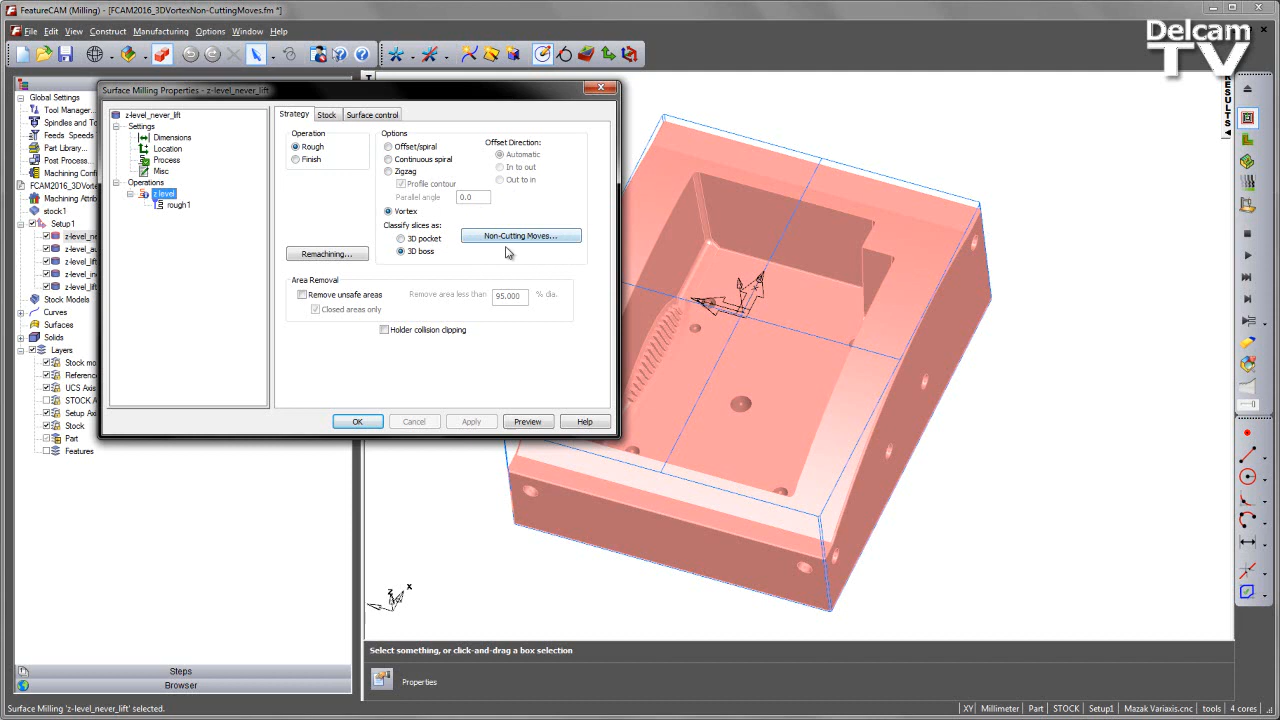 FeatureCAM (Milling) - [FCAM2016_3DVortexNon-CuttingMoves.fm *]
File Edit View Construct Manufacturing Options Window Help
Delcam
TV
Surface Milling Properties - z-level_never_lift
Global Settings
Tool Manager...
Spindles and To
Feeds Speeds
Part Library...
Post Process...
Machining Confi
FCAM2016_3DVorte
Machining Attrib
stock1
Setup1
z-level_ne
z-level_au
z-level_lif
z-level_in
z-level_lif
Stock Models
Curves
Surfaces
Solids
Layers
Stock mo
Reference
UCS Axis
STOCK A
Setup Ax
Stock
Part
Features
z-level_never_lift
Settings
Dimensions
Location
Process
Misc
Operations
z level
rough1
Strategy
Stock
Surface control
Operation
Rough
Finish
Options
Offset/spiral
Continuous spiral
Zigzag
Profile contour
Parallel angle 0.0
Vortex
Classify slices as:
3D pocket
3D boss
Offset Direction:
Automatic
In to out
Out to in
Non-Cutting Moves...
Remachining...
Area Removal
Remove unsafe areas
Remove area less than 95.000 % dia.
Closed areas only
Holder collision clipping
OK
Cancel
Apply
Preview
Help
RESULTS
z
x
Select something, or click-and-drag a box selection
Properties
Steps
Browser
Surface Milling 'z-level_never_lift' selected.
XY Millimeter Part STOCK Setup1 Mazak Variaxis.cnc tools 4 cores